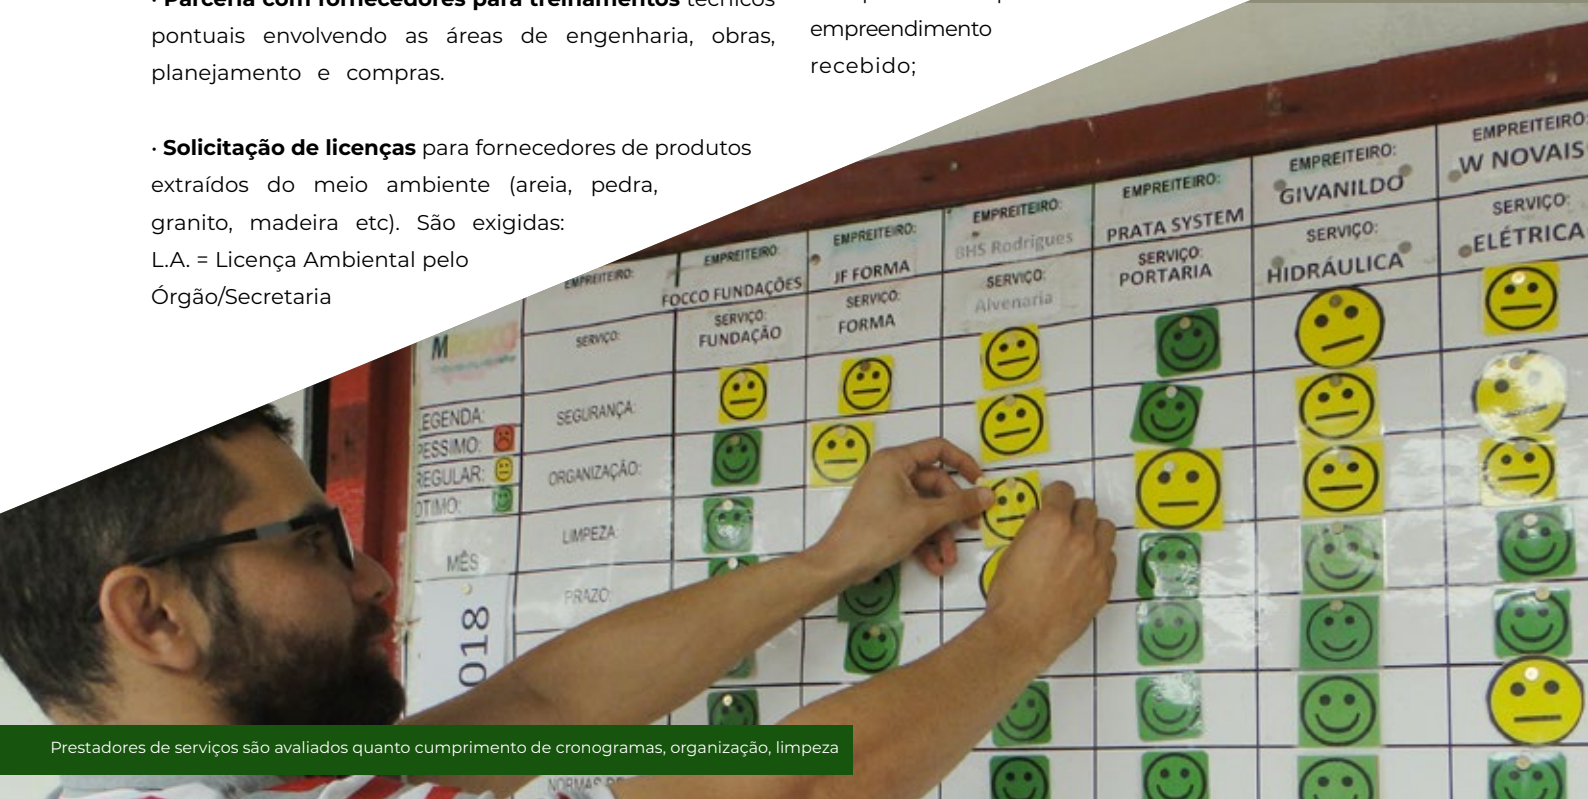 · Parceria com fornecedores para treinamentos técnicos
pontuais envolvendo as áreas de engenharia, obras,
planejamento e compras.
· Solicitação de licenças para fornecedores de produtos
extraídos do meio ambiente (areia, pedra,
granito, madeira etc). São exigidas:
L.A. = Licença Ambiental pelo
Órgão/Secretaria
empreendimento
recebido;
EMPREITEIRO:
SERVIÇO:
EMPREITEIRO:
FOCCO FUNDAÇÕES
SERVIÇO:
FUNDAÇÃO
EMPREITEIRO:
JF FORMA
SERVIÇO:
FORMA
EMPREITEIRO:
BHS Rodrigues
SERVIÇO:
Alvenaria
EMPREITEIRO:
PRATA SYSTEM
SERVIÇO:
PORTARIA
EMPREITEIRO:
GIVANILDO
SERVIÇO:
HIDRÁULICA
EMPREITEIRO:
W NOVAIS
SERVIÇO:
ELÉTRICA
EGENDA:
PÉSSIMO:
REGULAR:
ÓTIMO:
MÊS
018
SEGURANÇA:
ORGANIZAÇÃO:
LIMPEZA:
PRAZO:
NORMAS DE
Prestadores de serviços são avaliados quanto cumprimento de cronogramas, organização, limpeza